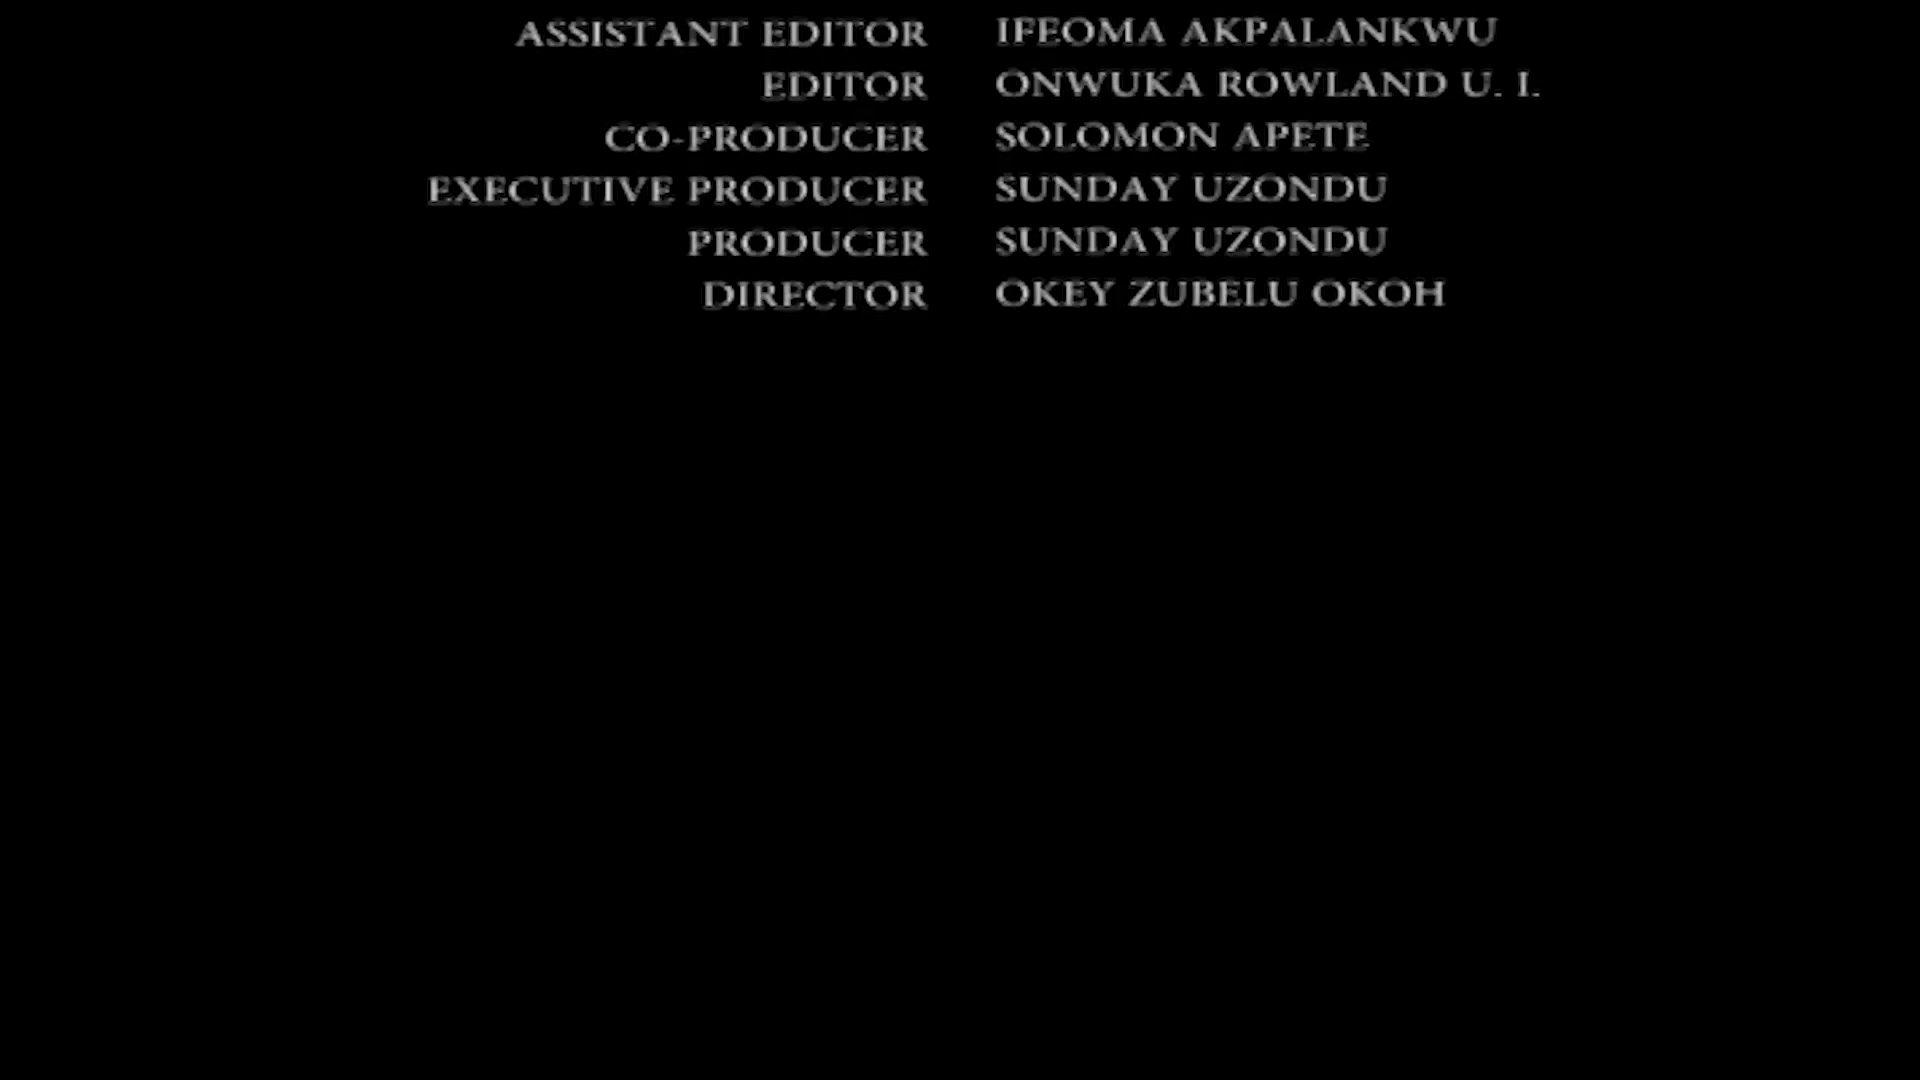 ASSISTANT EDITOR IFEOMA AKPALANKWU
EDITOR ONWUKA ROWLAND U. I.
CO-PRODUCER SOLOMON APETE
EXECUTIVE PRODUCER SUNDAY UZONDU
PRODUCER SUNDAY UZONDU
DIRECTOR OKEY ZUBELU OKOH